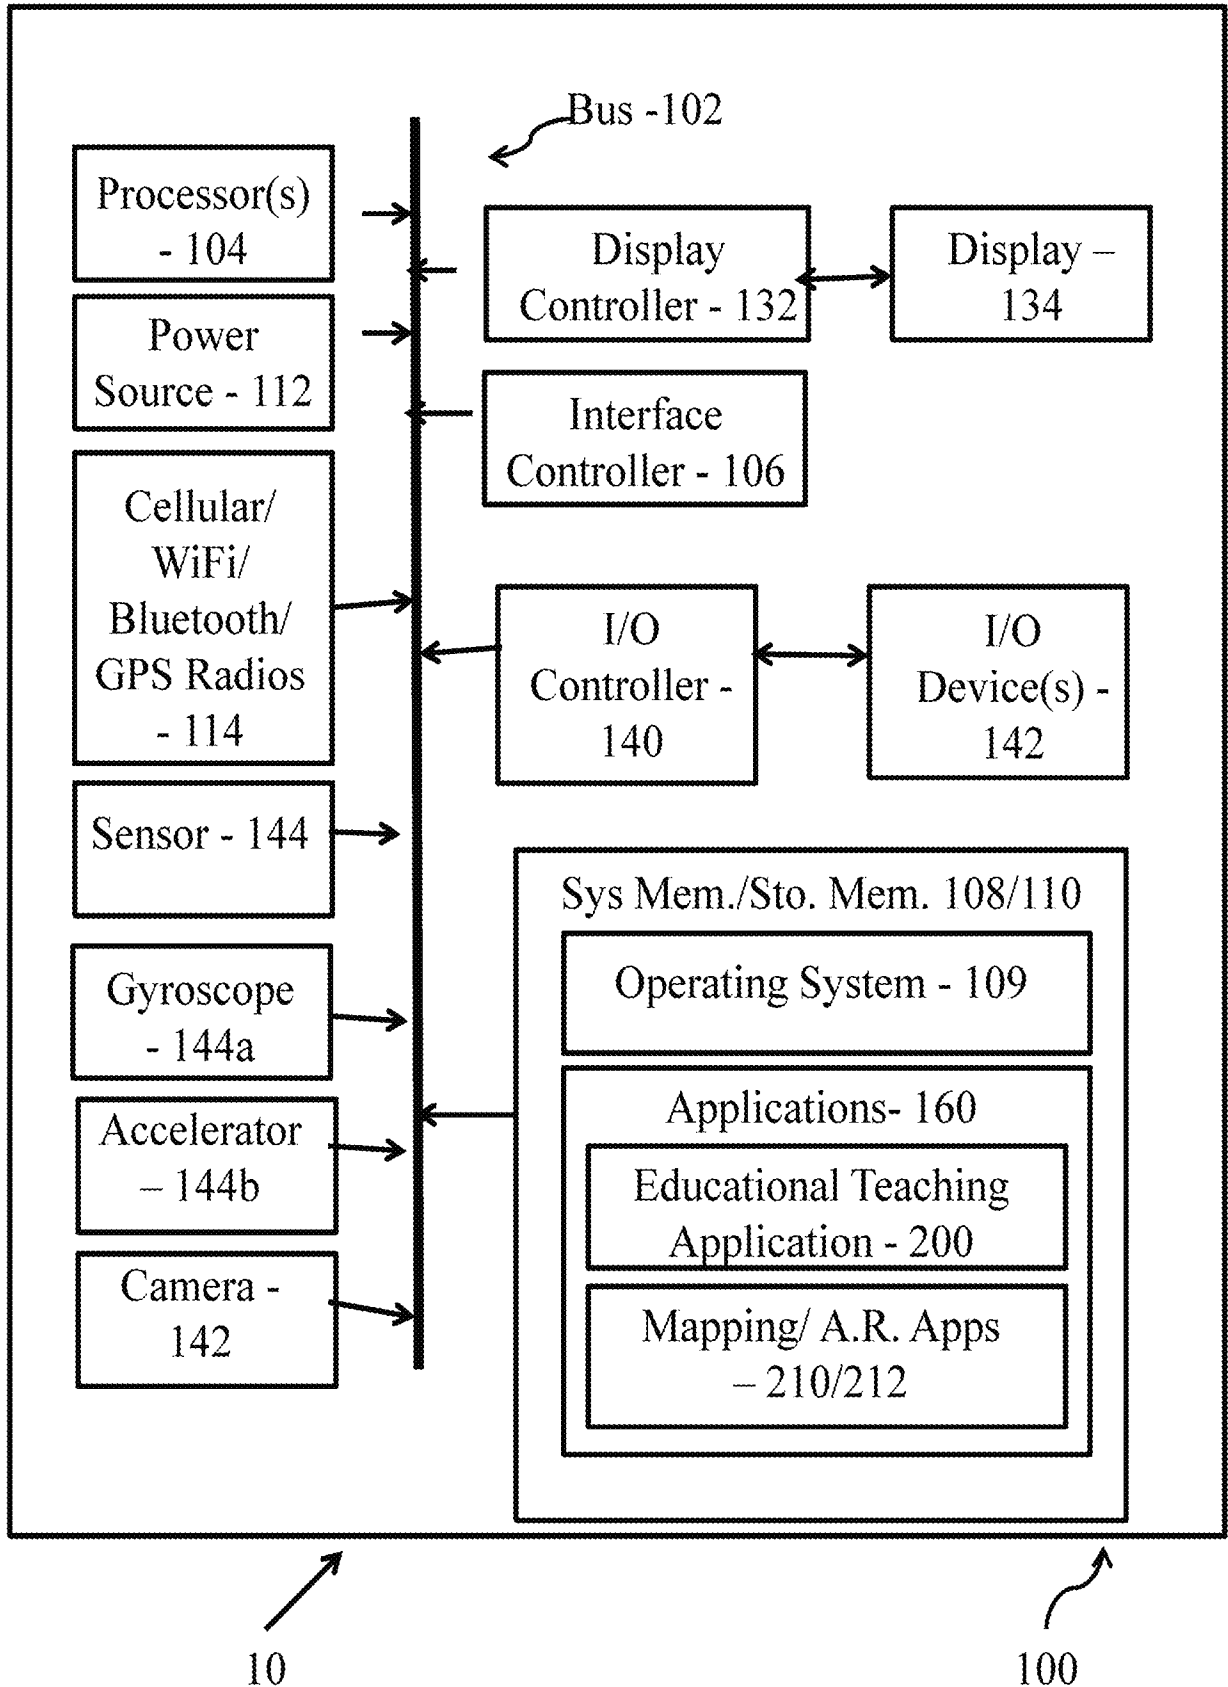 Bus -102
Processor(s)
- 104
Display
Controller - 132
Display –
134
Power
Source - 112
Interface
Controller - 106
Cellular/
WiFi/
Bluetooth/
GPS Radios
- 114
I/O
Controller -
140
I/O
Device(s) -
142
Sensor - 144
Sys Mem./Sto. Mem. 108/110
Operating System - 109
Gyroscope
- 144a
Applications- 160
Accelerator
– 144b
Educational Teaching
Application - 200
Camera -
142
Mapping/ A.R. Apps
– 210/212
10
100